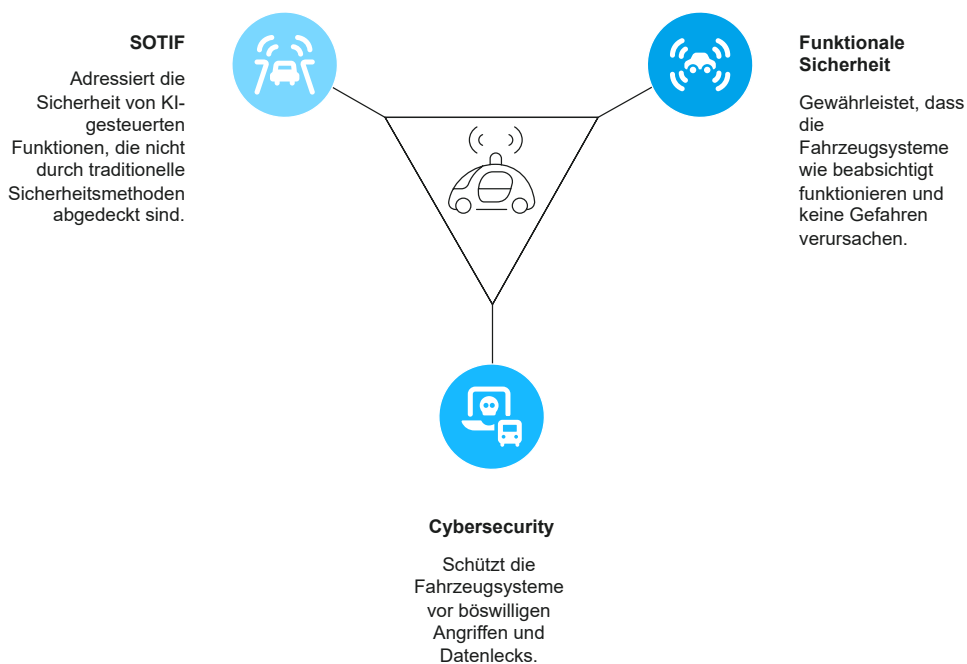 SOTIF
Adressiert die
Sicherheit von KI-
gesteuerten
Funktionen, die nicht
durch traditionelle
Sicherheitsmethoden
abgedeckt sind.
Funktionale
Sicherheit
Gewährleistet, dass
die
Fahrzeugsysteme
wie beabsichtigt
funktionieren und
keine Gefahren
verursachen.
Cybersecurity
Schützt die
Fahrzeugsysteme
vor böswilligen
Angriffen und
Datenlecks.